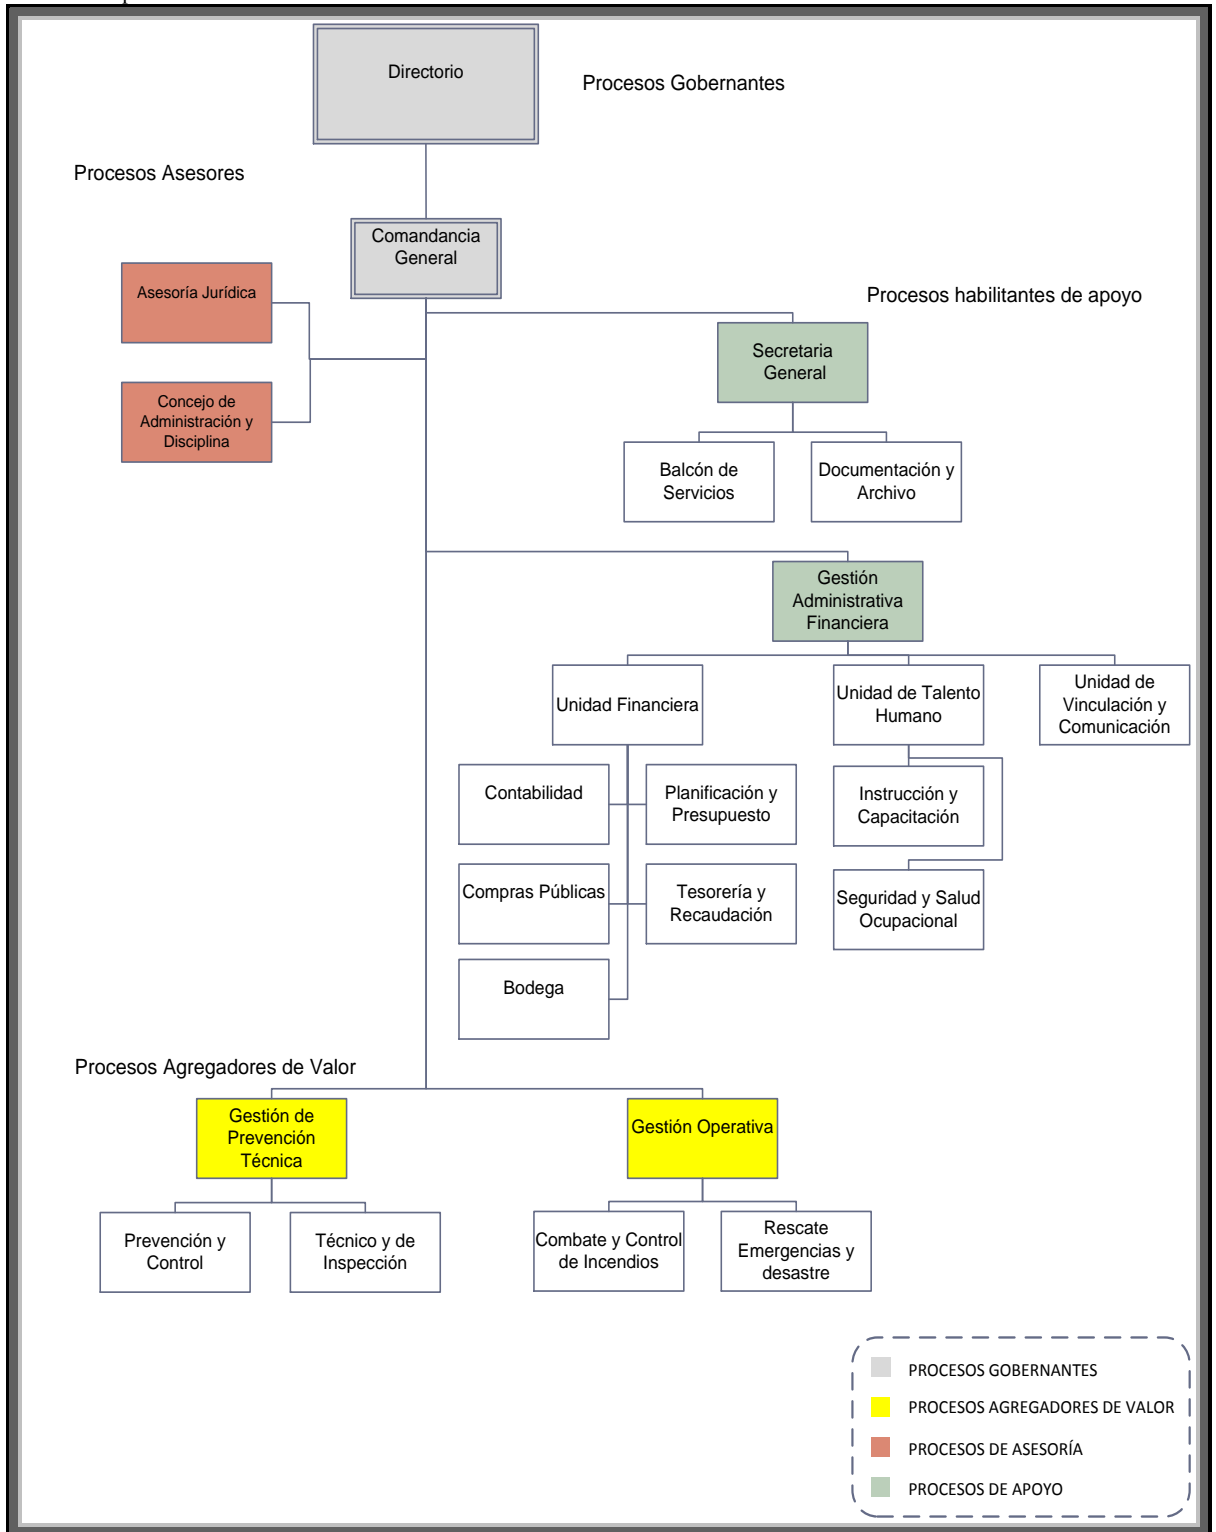 Directorio
Procesos Gobernantes
Procesos Asesores
Comandancia
General
Asesoría Jurídica
Procesos habilitantes de apoyo
Secretaria
General
Concejo de
Administración y
Disciplina
Balcón de
Servicios
Documentación y
Archivo
Gestión
Administrativa
Financiera
Unidad Financiera
Unidad de Talento
Humano
Unidad de
Vinculación y
Comunicación
Contabilidad
Planificación y
Presupuesto
Instrucción y
Capacitación
Compras Públicas
Tesorería y
Recaudación
Seguridad y Salud
Ocupacional
Bodega
Procesos Agregadores de Valor
Gestión de
Prevención
Técnica
Gestión Operativa
Prevención y
Control
Técnico y de
Inspección
Combate y Control
de Incendios
Rescate
Emergencias y
desastre
PROCESOS GOBERNANTES
PROCESOS AGREGADORES DE VALOR
PROCESOS DE ASESORÍA
PROCESOS DE APOYO